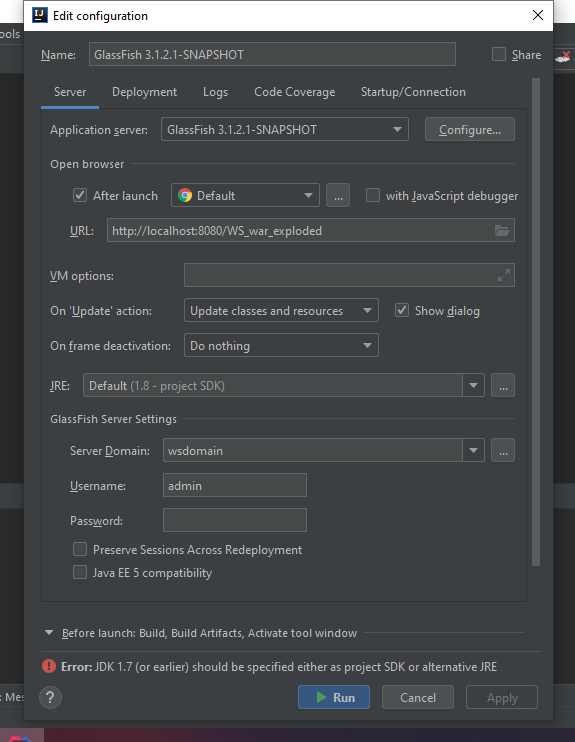 Edit configuration
ools
Name: GlassFish 3.1.2.1-SNAPSHOT Share
Server Deployment Logs Code Coverage Startup/Connection
Application server: GlassFish 3.1.2.1-SNAPSHOT Configure...
Open browser
After launch Default ... with JavaScript debugger
URL: http://localhost:8080/WS_war_exploded
VM options:
On 'Update' action: Update classes and resources Show dialog
On frame deactivation: Do nothing
JRE: Default (1.8 - project SDK) ...
GlassFish Server Settings
Server Domain: wsdomain ...
Username: admin
Password:
Preserve Sessions Across Redeployment
Java EE 5 compatibility
Before launch: Build, Build Artifacts, Activate tool window
Error: JDK 1.7 (or earlier) should be specified either as project SDK or alternative JRE
: Mes
? Run Cancel Apply